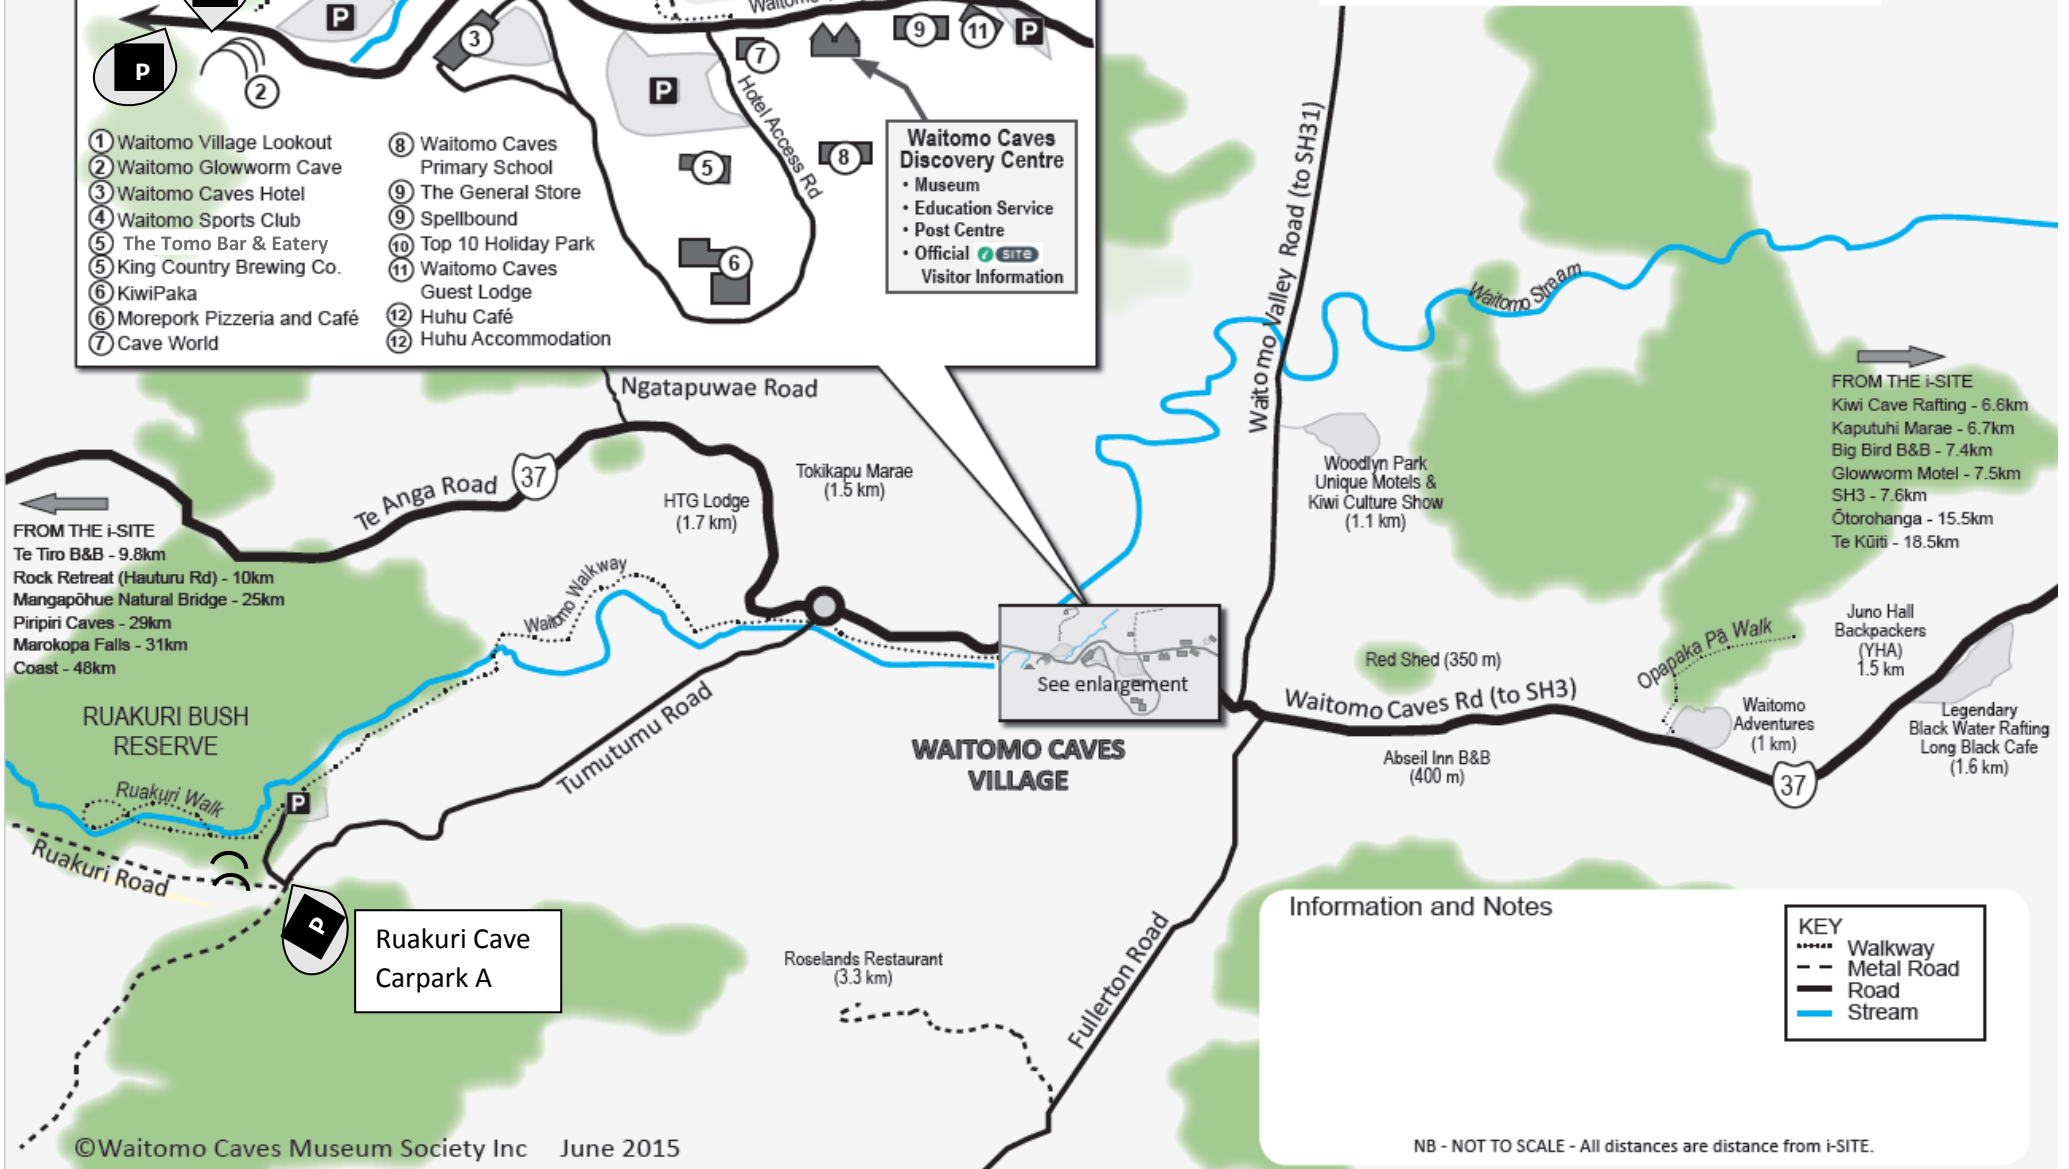 P
P
3
2
Waitomo
7
9
11
P
P
Hotel Access Rd
5
8
6
1 Waitomo Village Lookout
2 Waitomo Glowworm Cave
3 Waitomo Caves Hotel
4 Waitomo Sports Club
5 The Tomo Bar & Eatery
5 King Country Brewing Co.
6 KiwiPaka
6 Morepork Pizzeria and Café
7 Cave World
8 Waitomo Caves
Primary School
9 The General Store
9 Spellbound
10 Top 10 Holiday Park
11 Waitomo Caves
Guest Lodge
12 Huhu Café
12 Huhu Accommodation
Waitomo Caves
Discovery Centre
• Museum
• Education Service
• Post Centre
• Official i SITE
Visitor Information
Waitomo Valley Road (to SH31)
Waitomo Stream
FROM THE i-SITE
Kiwi Cave Rafting - 6.6km
Kaputuhi Marae - 6.7km
Big Bird B&B - 7.4km
Glowworm Motel - 7.5km
SH3 - 7.6km
Ōtorohanga - 15.5km
Te Kūiti - 18.5km
Ngatapuwae Road
Te Anga Road
37
HTG Lodge
(1.7 km)
Tokikapu Marae
(1.5 km)
Woodlyn Park
Unique Motels &
Kiwi Culture Show
(1.1 km)
FROM THE i-SITE
Te Tiro B&B - 9.8km
Rock Retreat (Hauturu Rd) - 10km
Mangapōhue Natural Bridge - 25km
Piripiri Caves - 29km
Marokopa Falls - 31km
Coast - 48km
Waitomo Walkway
See enlargement
Red Shed (350 m)
Opapaka Pā Walk
Juno Hall
Backpackers
(YHA)
1.5 km
Waitomo Caves Rd (to SH3)
Waitomo
Adventures
(1 km)
Legendary
Black Water Rafting
Long Black Cafe
(1.6 km)
Abseil Inn B&B
(400 m)
37
RUAKURI BUSH
RESERVE
Tumutumu Road
WAITOMO CAVES
VILLAGE
Ruakuri Walk
P
Ruakuri Road
P
Ruakuri Cave
Carpark A
Roselands Restaurant
(3.3 km)
Fullerton Road
Information and Notes
KEY
Walkway
Metal Road
Road
Stream
NB - NOT TO SCALE - All distances are distance from i-SITE.
©Waitomo Caves Museum Society Inc June 2015